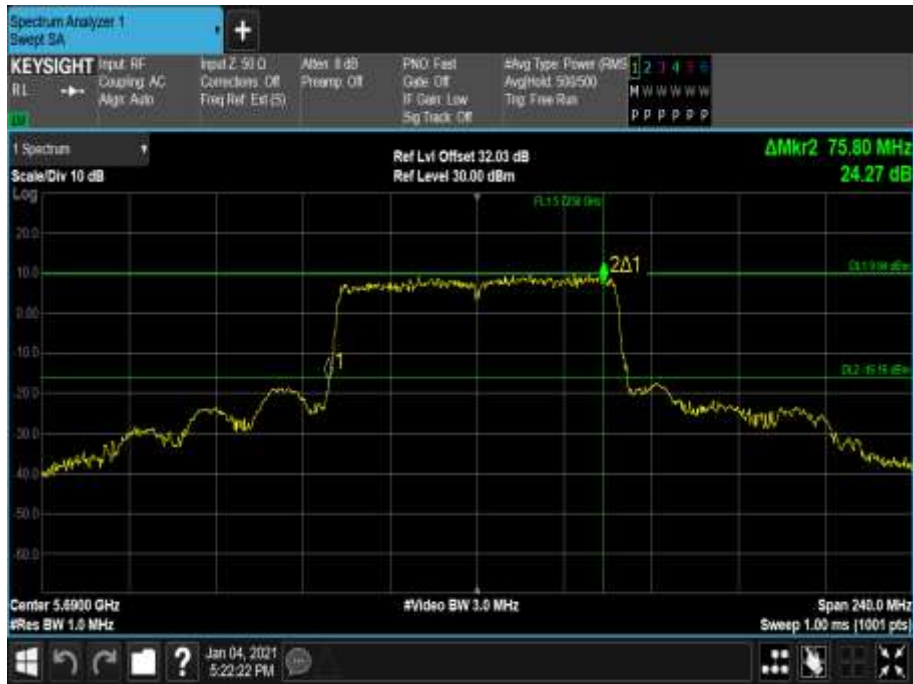 Spectrum Analyzer 1
Swept SA
+
KEYSIGHT
RL
Input: RF
Coupling: AC
Align: Auto
Input Z: 50 Ω
Corrections: Off
Freq Ref: Ext (S)
Atten: 8 dB
Preamp: Off
PNO: Fast
Gate: Off
IF Gain: Low
Sig Track: Off
#Avg Type: Power (RMS
Avg|Hold: 500/500
Trig: Free Run
1 2 3 4 5 6
M W W W W W
P P P P P P
1 Spectrum
Scale/Div 10 dB
Log
Ref Lvl Offset 32.03 dB
Ref Level 30.00 dBm
ΔMkr2 75.80 MHz
24.27 dB
20.0
10.0
0.00
-10.0
-20.0
-30.0
-40.0
-50.0
-60.0
2Δ1
1
Center 5.6900 GHz
#Res BW 1.0 MHz
#Video BW 3.0 MHz
Span 240.0 MHz
Sweep 1.00 ms (1001 pts)
?
Jan 04, 2021
5:22:22 PM